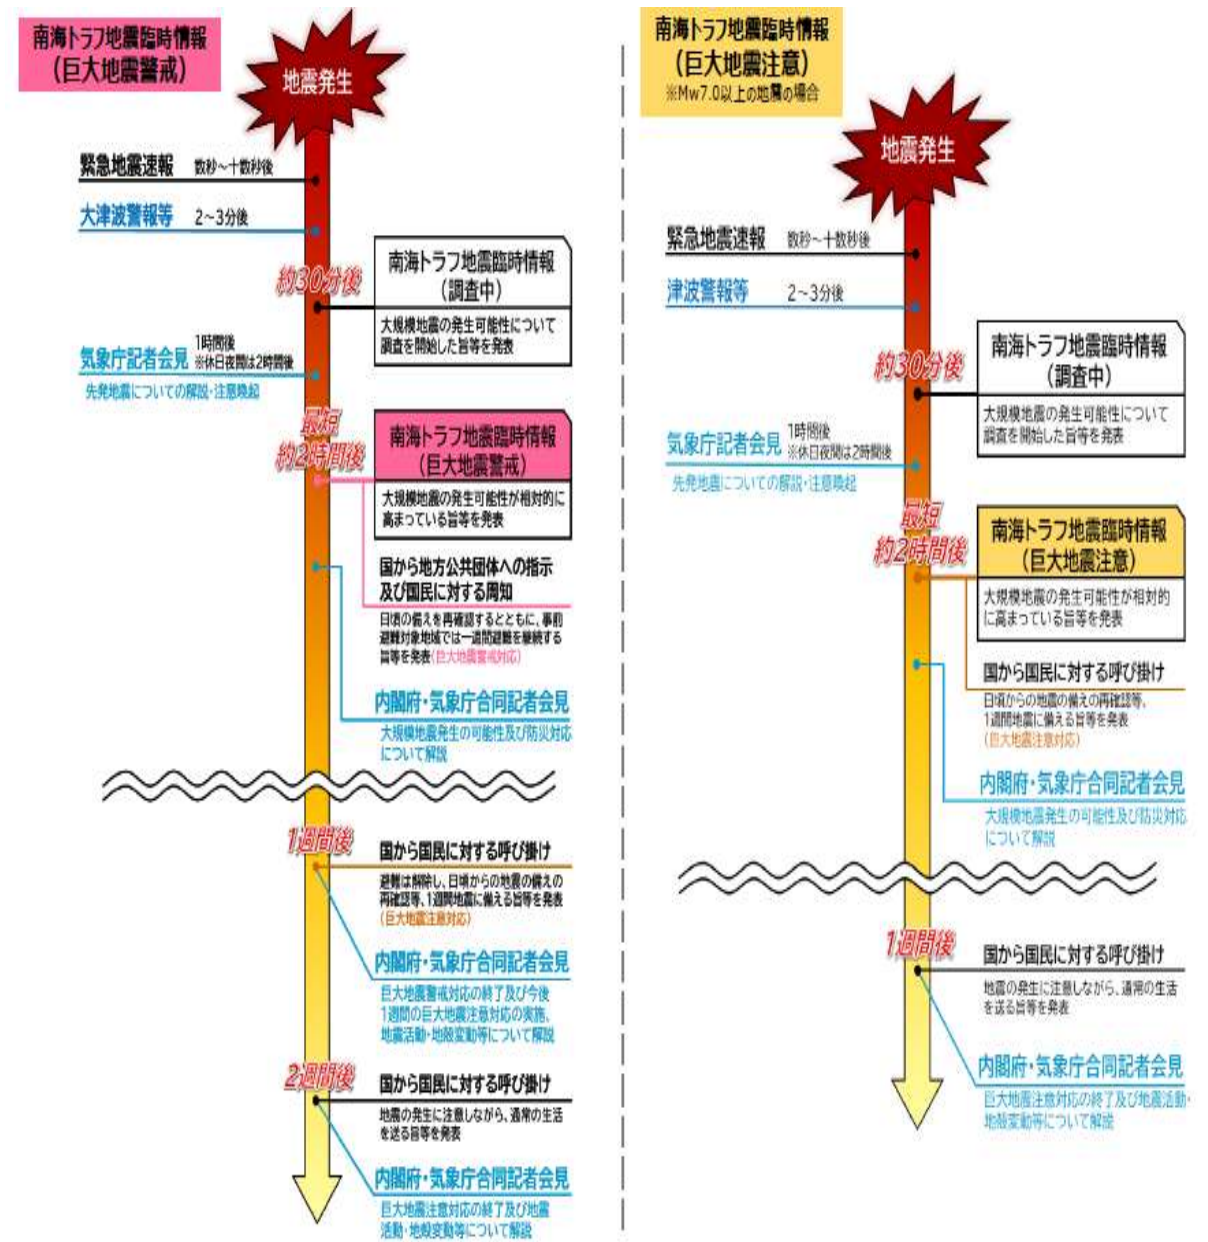 南海トラフ地震臨時情報
（巨大地震警戒）
地震発生
緊急地震速報 数秒～十数秒後
大津波警報等 2～3分後
約30分後
南海トラフ地震臨時情報
（調査中）
大規模地震の発生可能性について
調査を開始した旨等を発表
気象庁記者会見 1時間後
※休日夜間は2時間後
先発地震についての解説・注意喚起
最短
約2時間後
南海トラフ地震臨時情報
（巨大地震警戒）
大規模地震の発生可能性が相対的に
高まっている旨等を発表
国から地方公共団体への指示
及び国民に対する周知
日頃の備えを再確認するとともに、事前
避難対象地域では一週間避難を継続する
旨等を発表（巨大地震警戒対応）
内閣府・気象庁合同記者会見
大規模地震発生の可能性及び防災対応
について解説
1週間後
国から国民に対する呼び掛け
避難は解除し、日頃からの地震の備えの
再確認等、1週間地震に備える旨等を発表
（巨大地震注意対応）
内閣府・気象庁合同記者会見
巨大地震警戒対応の終了及び今後
1週間の巨大地震注意対応の実施、
地震活動・地殻変動等について解説
2週間後
国から国民に対する呼び掛け
地震の発生に注意しながら、通常の生活
を送る旨等を発表
内閣府・気象庁合同記者会見
巨大地震注意対応の終了及び地震
活動・地殻変動等について解説
南海トラフ地震臨時情報
（巨大地震注意）
※Mw7.0以上の地震の場合
地震発生
緊急地震速報 数秒～十数秒後
津波警報等 2～3分後
約30分後
南海トラフ地震臨時情報
（調査中）
大規模地震の発生可能性について
調査を開始した旨等を発表
気象庁記者会見 1時間後
※休日夜間は2時間後
先発地震についての解説・注意喚起
最短
約2時間後
南海トラフ地震臨時情報
（巨大地震注意）
大規模地震の発生可能性が相対的
に高まっている旨等を発表
国から国民に対する呼び掛け
日頃からの地震の備えの再確認等、
1週間地震に備える旨等を発表
（巨大地震注意対応）
内閣府・気象庁合同記者会見
大規模地震発生の可能性及び防災対応
について解説
1週間後
国から国民に対する呼び掛け
地震の発生に注意しながら、通常の生活
を送る旨等を発表
内閣府・気象庁合同記者会見
巨大地震注意対応の終了及び地震活動・
地殻変動等について解説